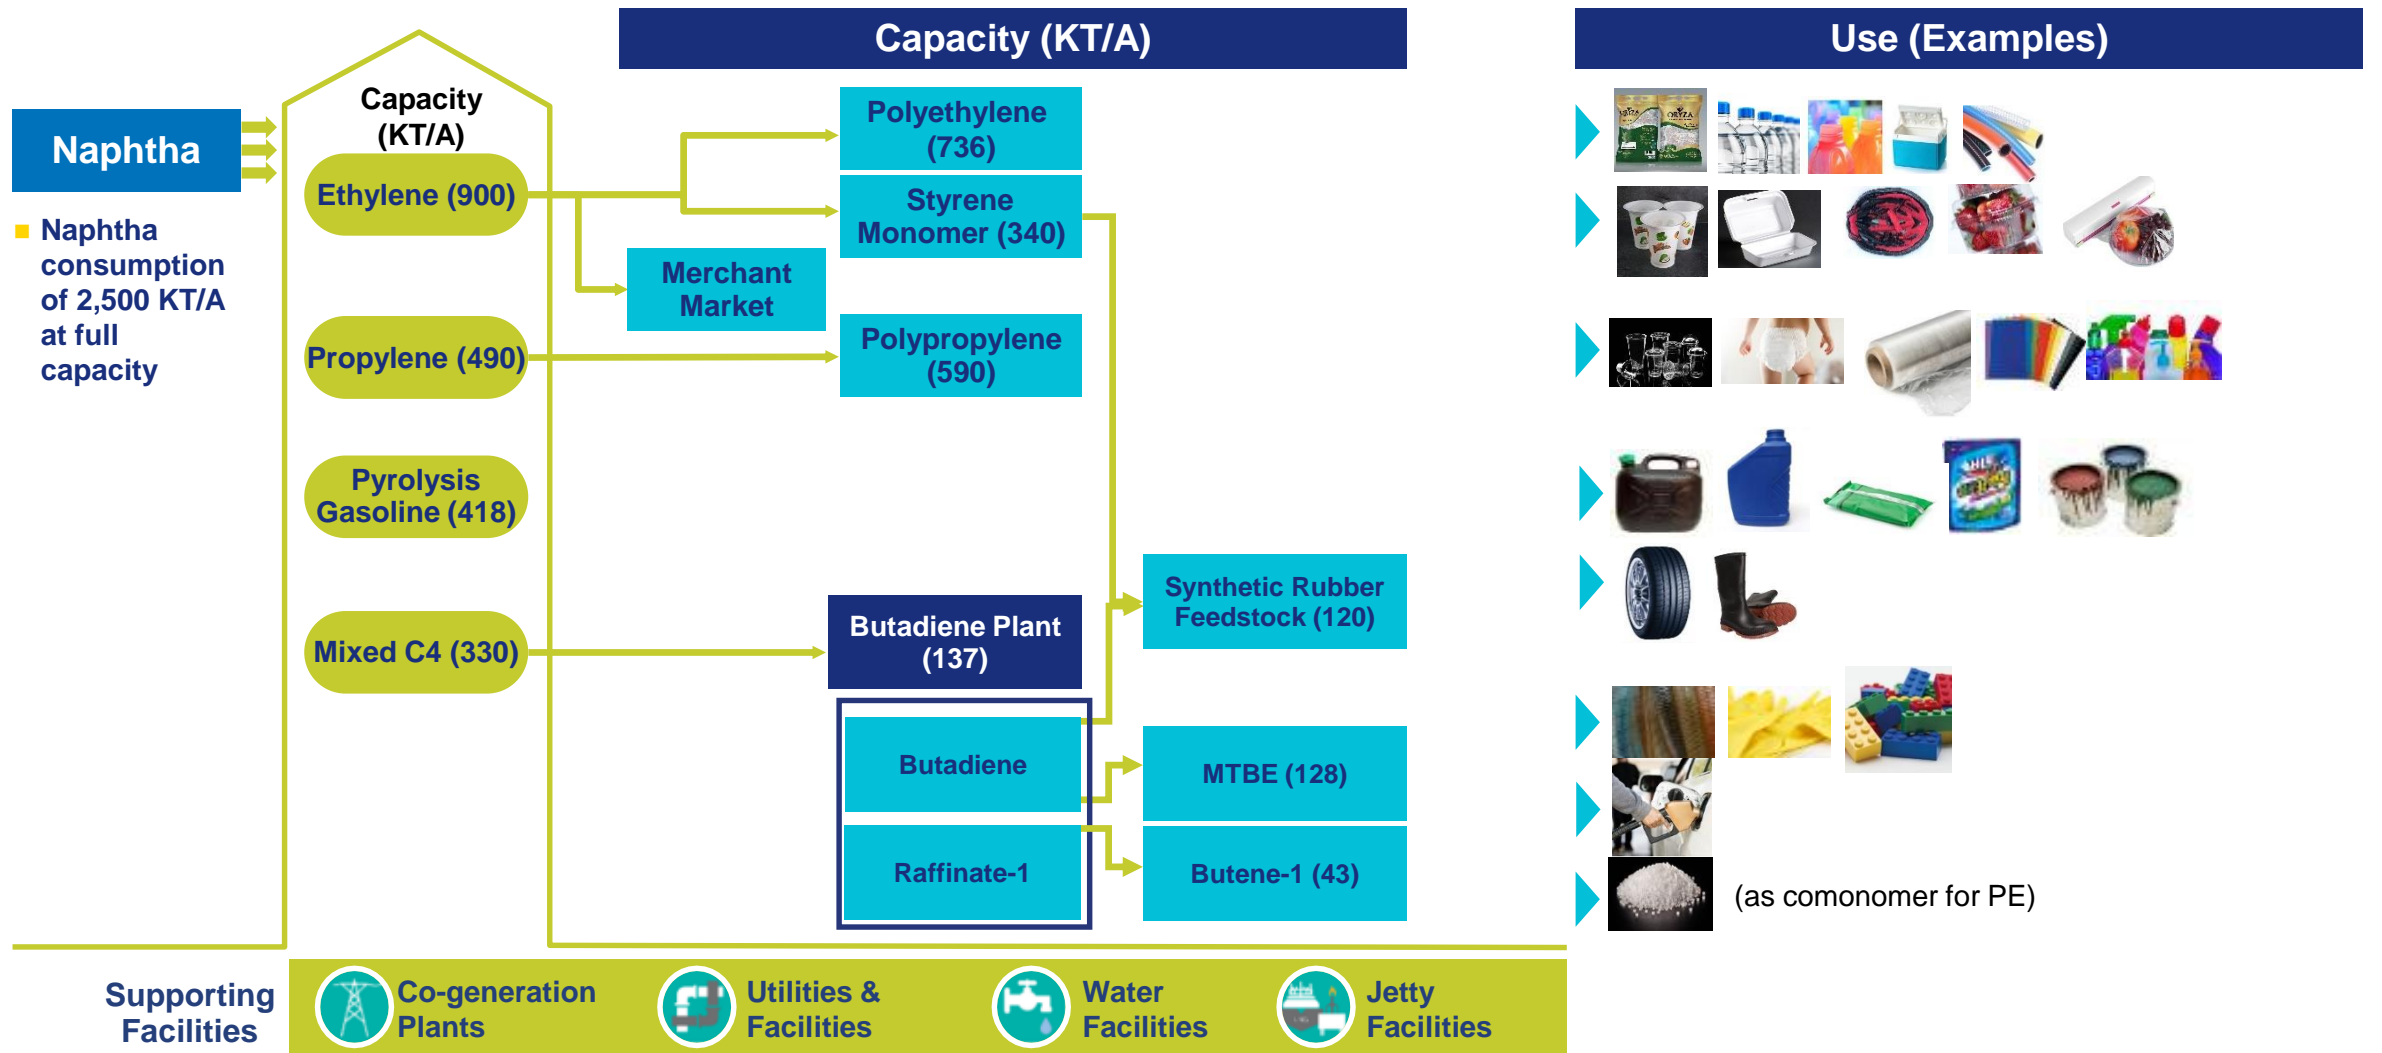 Capacity (KT/A)
Use (Examples)
Naphtha
Naphtha
consumption
of 2,500 KT/A
at full
capacity
Capacity
(KT/A)
Ethylene (900)
Propylene (490)
Pyrolysis
Gasoline (418)
Mixed C4 (330)
Polyethylene
(736)
Styrene
Monomer (340)
Merchant
Market
Polypropylene
(590)
Butadiene Plant
(137)
Butadiene
Raffinate-1
Synthetic Rubber
Feedstock (120)
MTBE (128)
Butene-1 (43)
ORYZA
(as comonomer for PE)
Supporting
Facilities
Co-generation
Plants
Utilities &
Facilities
Water
Facilities
Jetty
Facilities